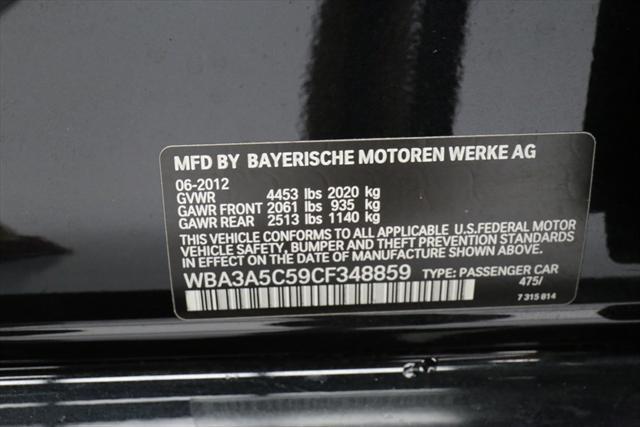 MFD BY BAYERISCHE MOTOREN WERKE AG
06-2012
GVWR 4453 lbs 2020 kg
GAWR FRONT 2061 lbs 935 kg
GAWR REAR 2513 lbs 1140 kg
THIS VEHICLE CONFORMS TO ALL APPLICABLE U.S.FEDERAL MOTOR
VEHICLE SAFETY, BUMPER AND THEFT PREVENTION STANDARDS
IN EFFECT ON THE DATE OF MANUFACTURE SHOWN ABOVE.
WBA3A5C59CF348859 TYPE: PASSENGER CAR
475/
7 315 814